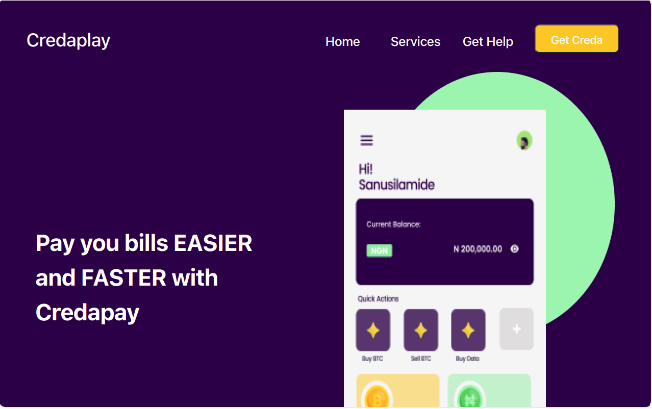 Credaplay
Home Services Get Help Get Creda
Hi!
Sanusilamide
Current Balance:
NGN N 200,000.00
Quick Actions
+
Buy BTC Sell BTC Buy Data
Pay you bills EASIER
and FASTER with
Credapay